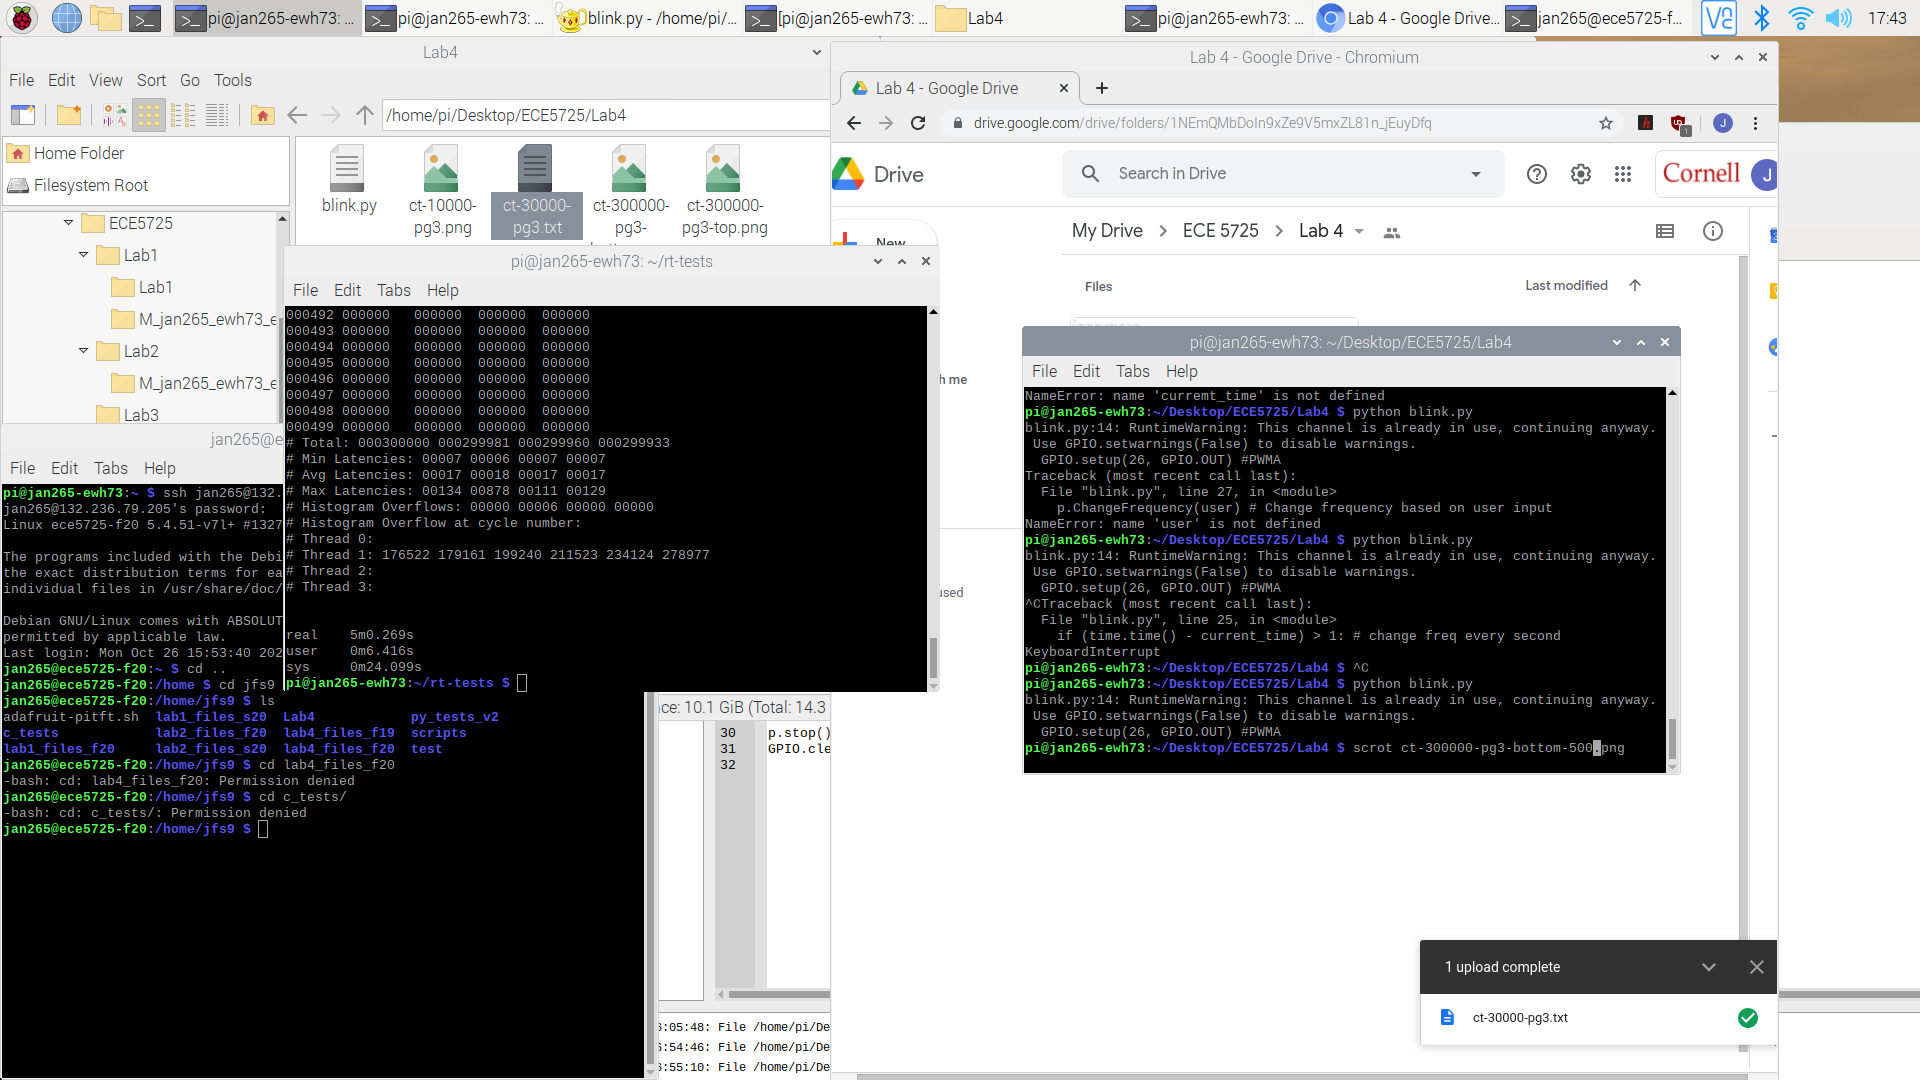 pi@jan265-ewh73: ...
pi@jan265-ewh73: ...
blink.py - /home/pi/...
[pi@jan265-ewh73: ...
Lab4
pi@jan265-ewh73: ...
Lab 4 - Google Drive...
jan265@ece5725-f...
17:43
Lab4
File Edit View Sort Go Tools
/home/pi/Desktop/ECE5725/Lab4
Home Folder
Filesystem Root
ECE5725
Lab1
Lab1
M_jan265_ewh73_e
Lab2
M_jan265_ewh73_e
Lab3
blink.py
ct-10000-pg3.png
ct-30000-pg3.txt
ct-300000-pg3-
ct-300000-pg3-top.png
Lab 4 - Google Drive - Chromium
Lab 4 - Google Drive
drive.google.com/drive/folders/1NEmQMbDoIn9xZe9V5mxZL81n_jEuyDfq
Drive
Search in Drive
Cornell
J
New
My Drive > ECE 5725 > Lab 4
Files
Last modified
h me
used
pi@jan265-ewh73: ~/rt-tests
File Edit Tabs Help
000492 000000 000000 000000 000000
000493 000000 000000 000000 000000
000494 000000 000000 000000 000000
000495 000000 000000 000000 000000
000496 000000 000000 000000 000000
000497 000000 000000 000000 000000
000498 000000 000000 000000 000000
000499 000000 000000 000000 000000
# Total: 000300000 000299981 000299960 000299933
# Min Latencies: 00007 00006 00007 00007
# Avg Latencies: 00017 00018 00017 00017
# Max Latencies: 00134 00878 00111 00129
# Histogram Overflows: 00000 00006 00000 00000
# Histogram Overflow at cycle number:
# Thread 0:
# Thread 1: 176522 179161 199240 211523 234124 278977
# Thread 2:
# Thread 3:
real 5m0.269s
user 0m6.416s
sys 0m24.099s
pi@jan265-ewh73:~/rt-tests $
jan265@e
File Edit Tabs Help
pi@jan265-ewh73:~ $ ssh jan265@132.
jan265@132.236.79.205's password:
Linux ece5725-f20 5.4.51-v7l+ #1327
The programs included with the Debi
the exact distribution terms for ea
individual files in /usr/share/doc/
Debian GNU/Linux comes with ABSOLUT
permitted by applicable law.
Last login: Mon Oct 26 15:53:40 202
jan265@ece5725-f20:~ $ cd ..
jan265@ece5725-f20:/home $ cd jfs9
jan265@ece5725-f20:/home/jfs9 $ ls
adafruit-pitft.sh lab1_files_s20 Lab4 py_tests_v2
c_tests lab2_files_f20 lab4_files_f19 scripts
lab1_files_f20 lab2_files_s20 lab4_files_f20 test
jan265@ece5725-f20:/home/jfs9 $ cd lab4_files_f20
-bash: cd: lab4_files_f20: Permission denied
jan265@ece5725-f20:/home/jfs9 $ cd c_tests/
-bash: cd: c_tests/: Permission denied
jan265@ece5725-f20:/home/jfs9 $
ce: 10.1 GiB (Total: 14.3
30 p.stop()
31 GPIO.cle
32
:05:48: File /home/pi/De
:54:46: File /home/pi/De
:55:10: File /home/pi/De
pi@jan265-ewh73: ~/Desktop/ECE5725/Lab4
File Edit Tabs Help
NameError: name 'curremt_time' is not defined
pi@jan265-ewh73:~/Desktop/ECE5725/Lab4 $ python blink.py
blink.py:14: RuntimeWarning: This channel is already in use, continuing anyway.
Use GPIO.setwarnings(False) to disable warnings.
GPIO.setup(26, GPIO.OUT) #PWMA
Traceback (most recent call last):
File "blink.py", line 27, in <module>
p.ChangeFrequency(user) # Change frequency based on user input
NameError: name 'user' is not defined
pi@jan265-ewh73:~/Desktop/ECE5725/Lab4 $ python blink.py
blink.py:14: RuntimeWarning: This channel is already in use, continuing anyway.
Use GPIO.setwarnings(False) to disable warnings.
GPIO.setup(26, GPIO.OUT) #PWMA
^CTraceback (most recent call last):
File "blink.py", line 25, in <module>
if (time.time() - current_time) > 1: # change freq every second
KeyboardInterrupt
pi@jan265-ewh73:~/Desktop/ECE5725/Lab4 $ ^C
pi@jan265-ewh73:~/Desktop/ECE5725/Lab4 $ python blink.py
blink.py:14: RuntimeWarning: This channel is already in use, continuing anyway.
Use GPIO.setwarnings(False) to disable warnings.
GPIO.setup(26, GPIO.OUT) #PWMA
pi@jan265-ewh73:~/Desktop/ECE5725/Lab4 $ scrot ct-300000-pg3-bottom-500.png
1 upload complete
ct-30000-pg3.txt